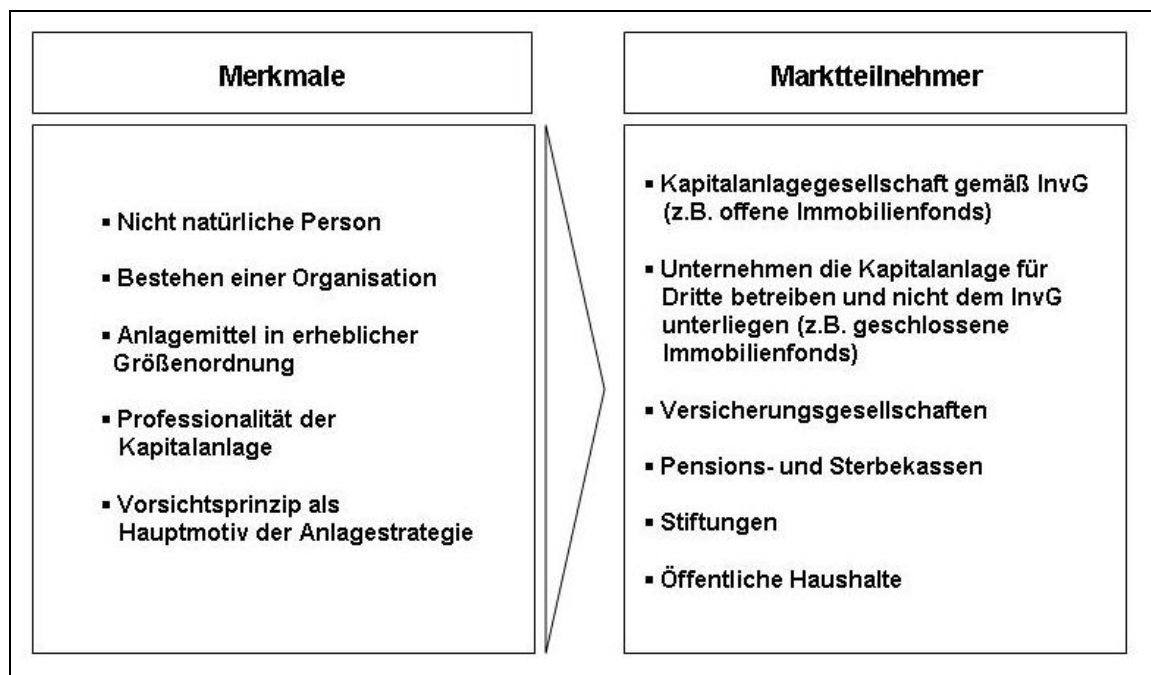 Merkmale
▪ Nicht natürliche Person
▪ Bestehen einer Organisation
▪ Anlagemittel in erheblicher
Größenordnung
▪ Professionalität der
Kapitalanlage
▪ Vorsichtsprinzip als
Hauptmotiv der Anlagestrategie
Marktteilnehmer
▪ Kapitalanlagegesellschaft gemäß InvG
(z.B. offene Immobilienfonds)
▪ Unternehmen die Kapitalanlage für
Dritte betreiben und nicht dem InvG
unterliegen (z.B. geschlossene
Immobilienfonds)
▪ Versicherungsgesellschaften
▪ Pensions- und Sterbekassen
▪ Stiftungen
▪ Öffentliche Haushalte